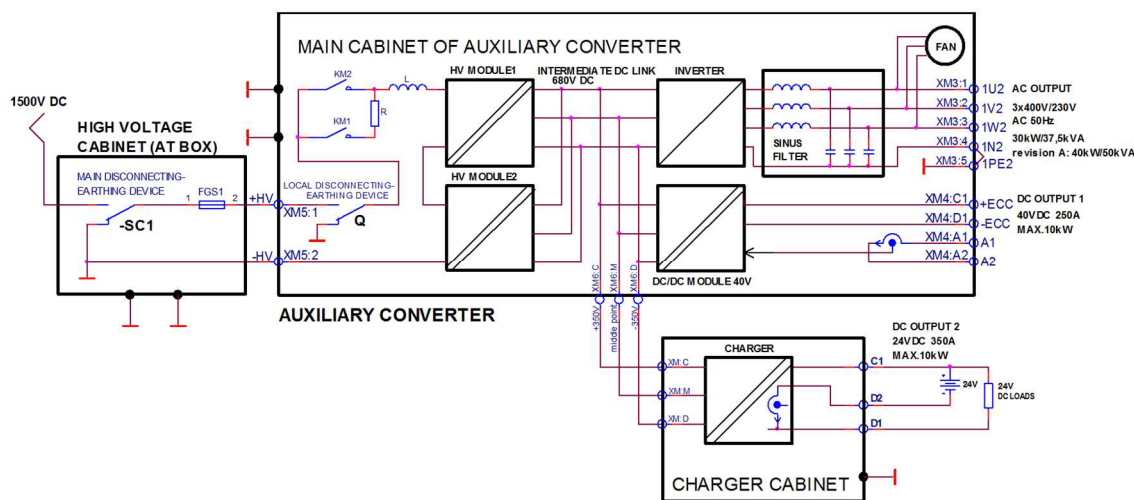 MAIN CABINET OF AUXILIARY CONVERTER
KM2
KM1
R
L
HV MODULE1
INTERMEDIATE DC LINK
680V DC
INVERTER
FAN
SINUS
FILTER
XM3:1
XM3:2
XM3:3
XM3:4
XM3:5
1U2
1V2
1W2
1N2
1PE2
AC OUTPUT
3x400V/230V
AC 50Hz
30kW/37,5kVA
revision A: 40kW/50kVA
1500V DC
HIGH VOLTAGE
CABINET (AT BOX)
MAIN DISCONNECTING-
EARTHING DEVICE
FGS1
1
2
-SC1
+HV
-HV
XM5:1
XM5:2
LOCAL DISCONNECTING-
EARTHING DEVICE
Q
HV MODULE2
DC/DC MODULE 40V
XM4:C1
XM4:D1
XM4:A1
XM4:A2
+ECC
-ECC
A1
A2
DC OUTPUT 1
40VDC 250A
MAX.10kW
AUXILIARY CONVERTER
XM6:C
XM6:M
XM6:D
+350V
middle point
-350V
CHARGER
XM:C
XM:M
XM:D
C1
D2
D1
DC OUTPUT 2
24VDC 350A
MAX.10kW
+
-
24V
24V
DC LOADS
CHARGER CABINET